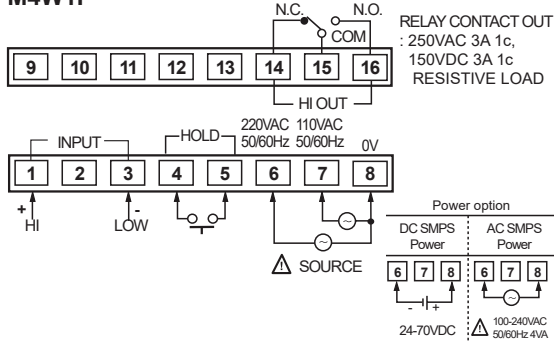 N.C. N.O.
COM
RELAY CONTACT OUT
: 250VAC 3A 1c,
150VDC 3A 1c
RESISTIVE LOAD
9 10 11 12 13 14 15 16
HI OUT
INPUT HOLD 220VAC 110VAC
50/60Hz 50/60Hz 0V
1 2 3 4 5 6 7 8
+ -
HI LOW
SOURCE
Power option
DC SMPS AC SMPS
Power Power
6 7 8 6 7 8
- +
24-70VDC 100-240VAC
50/60Hz 4VA